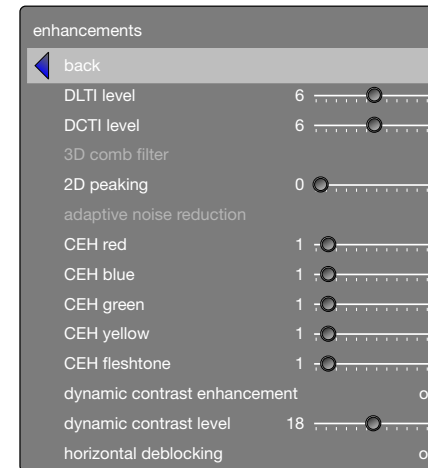 enhancements
back
DLTI level 6
DCTI level 6
3D comb filter
2D peaking 0
adaptive noise reduction
CEH red 1
CEH blue 1
CEH green 1
CEH yellow 1
CEH fleshtone 1
dynamic contrast enhancement
dynamic contrast level 18
horizontal deblocking